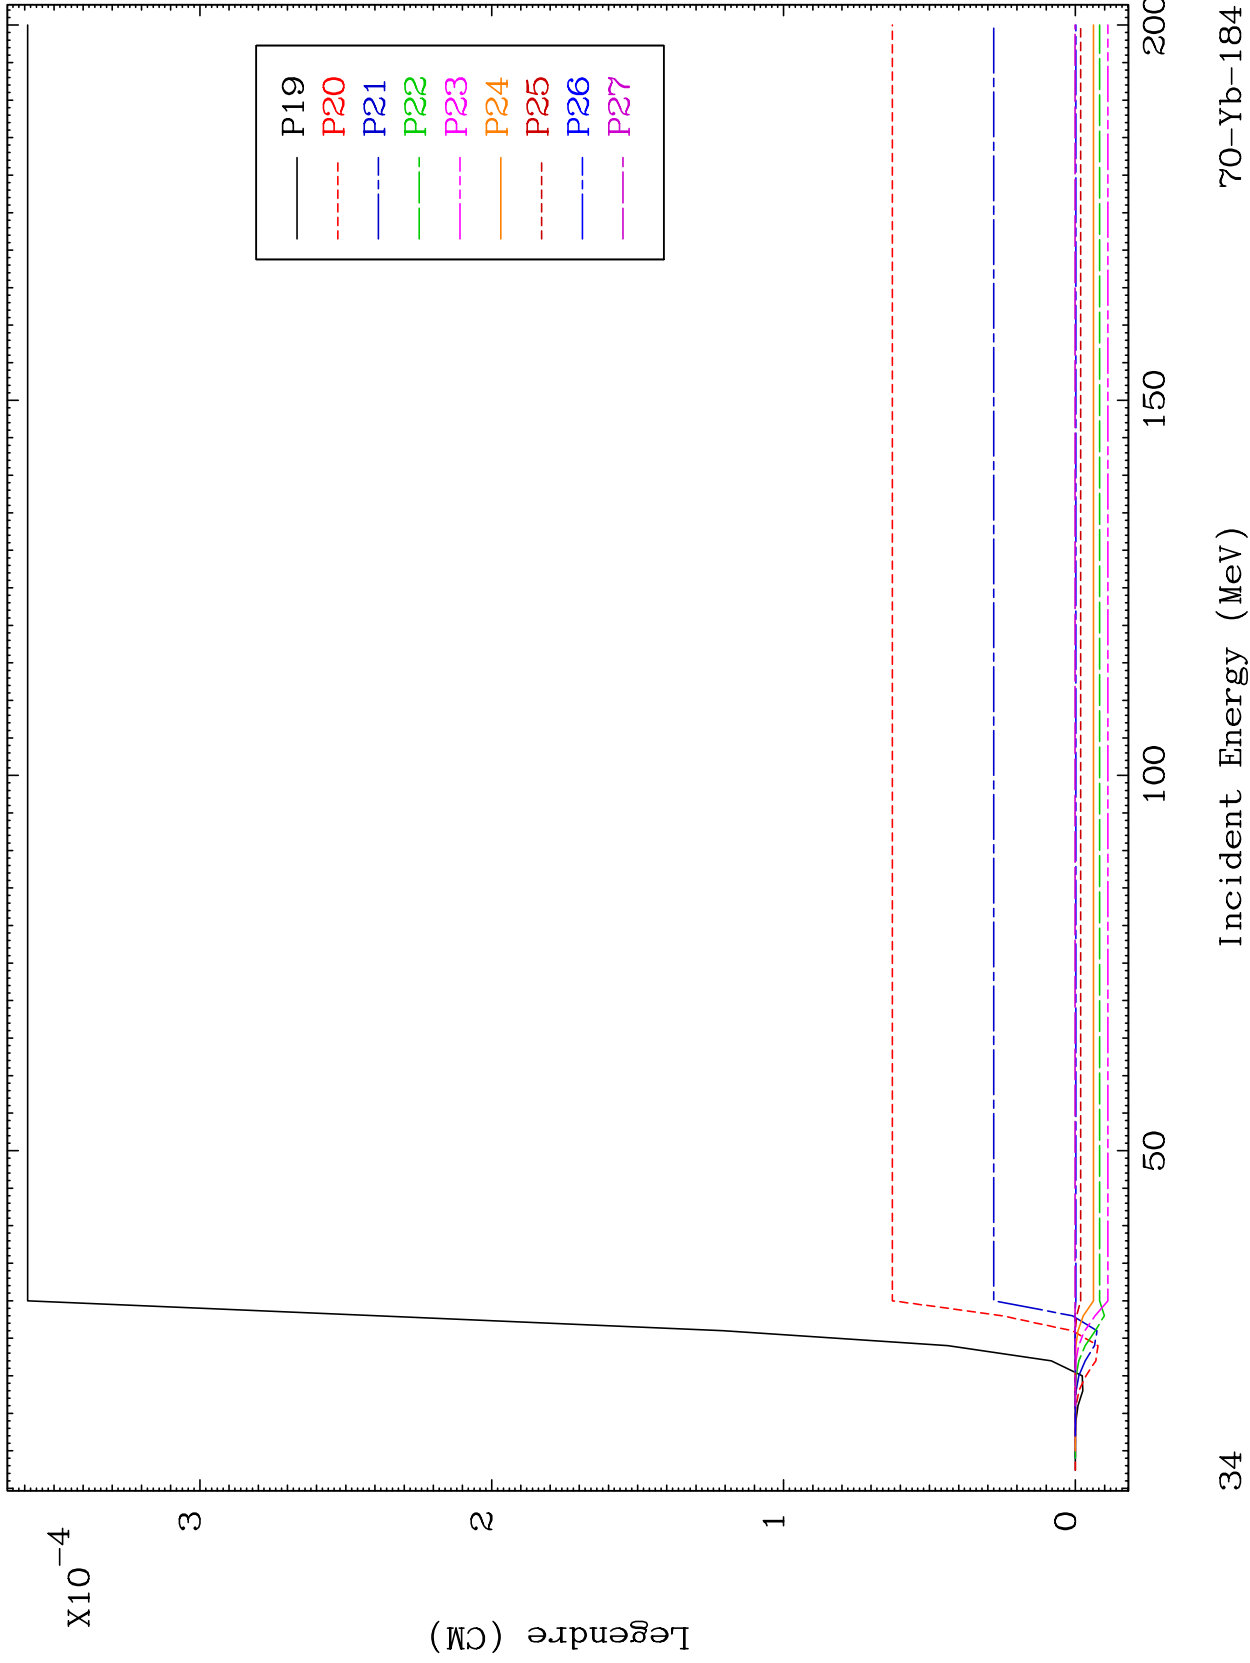 X10-4
3
2
1
0
Legendre (CM)
P19
P20
P21
P22
P23
P24
P25
P26
P27
50
100
150
200
Incident Energy (MeV)
34
70-Yb-184